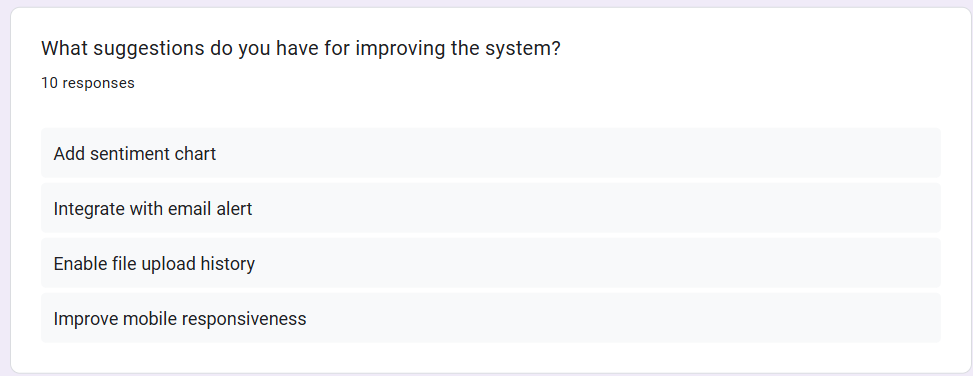 What suggestions do you have for improving the system?
10 responses
Add sentiment chart
Integrate with email alert
Enable file upload history
Improve mobile responsiveness